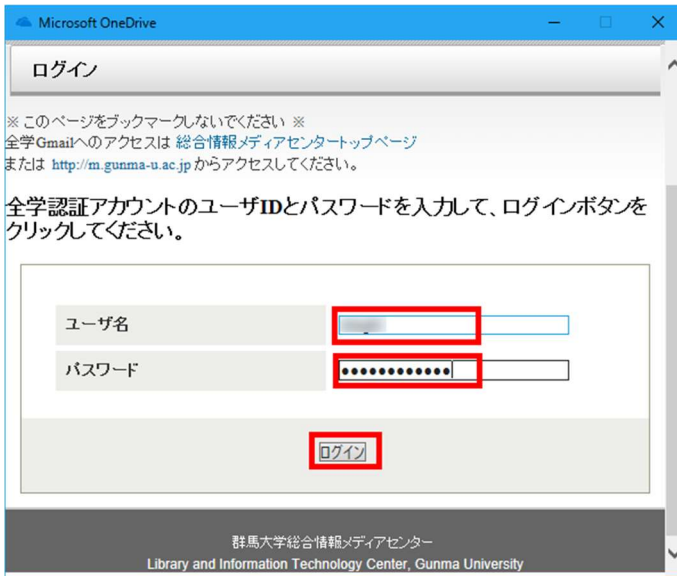 Microsoft OneDrive
ログイン
※ このページをブックマークしないでください ※
全学Gmailへのアクセスは 総合情報メディアセンタートップページ
または http://m.gunma-u.ac.jp からアクセスしてください。
全学認証アカウントのユーザIDとパスワードを入力して、ログインボタンを
クリックしてください。
ユーザ名
パスワード
ログイン
群馬大学総合情報メディアセンター
Library and Information Technology Center, Gunma University